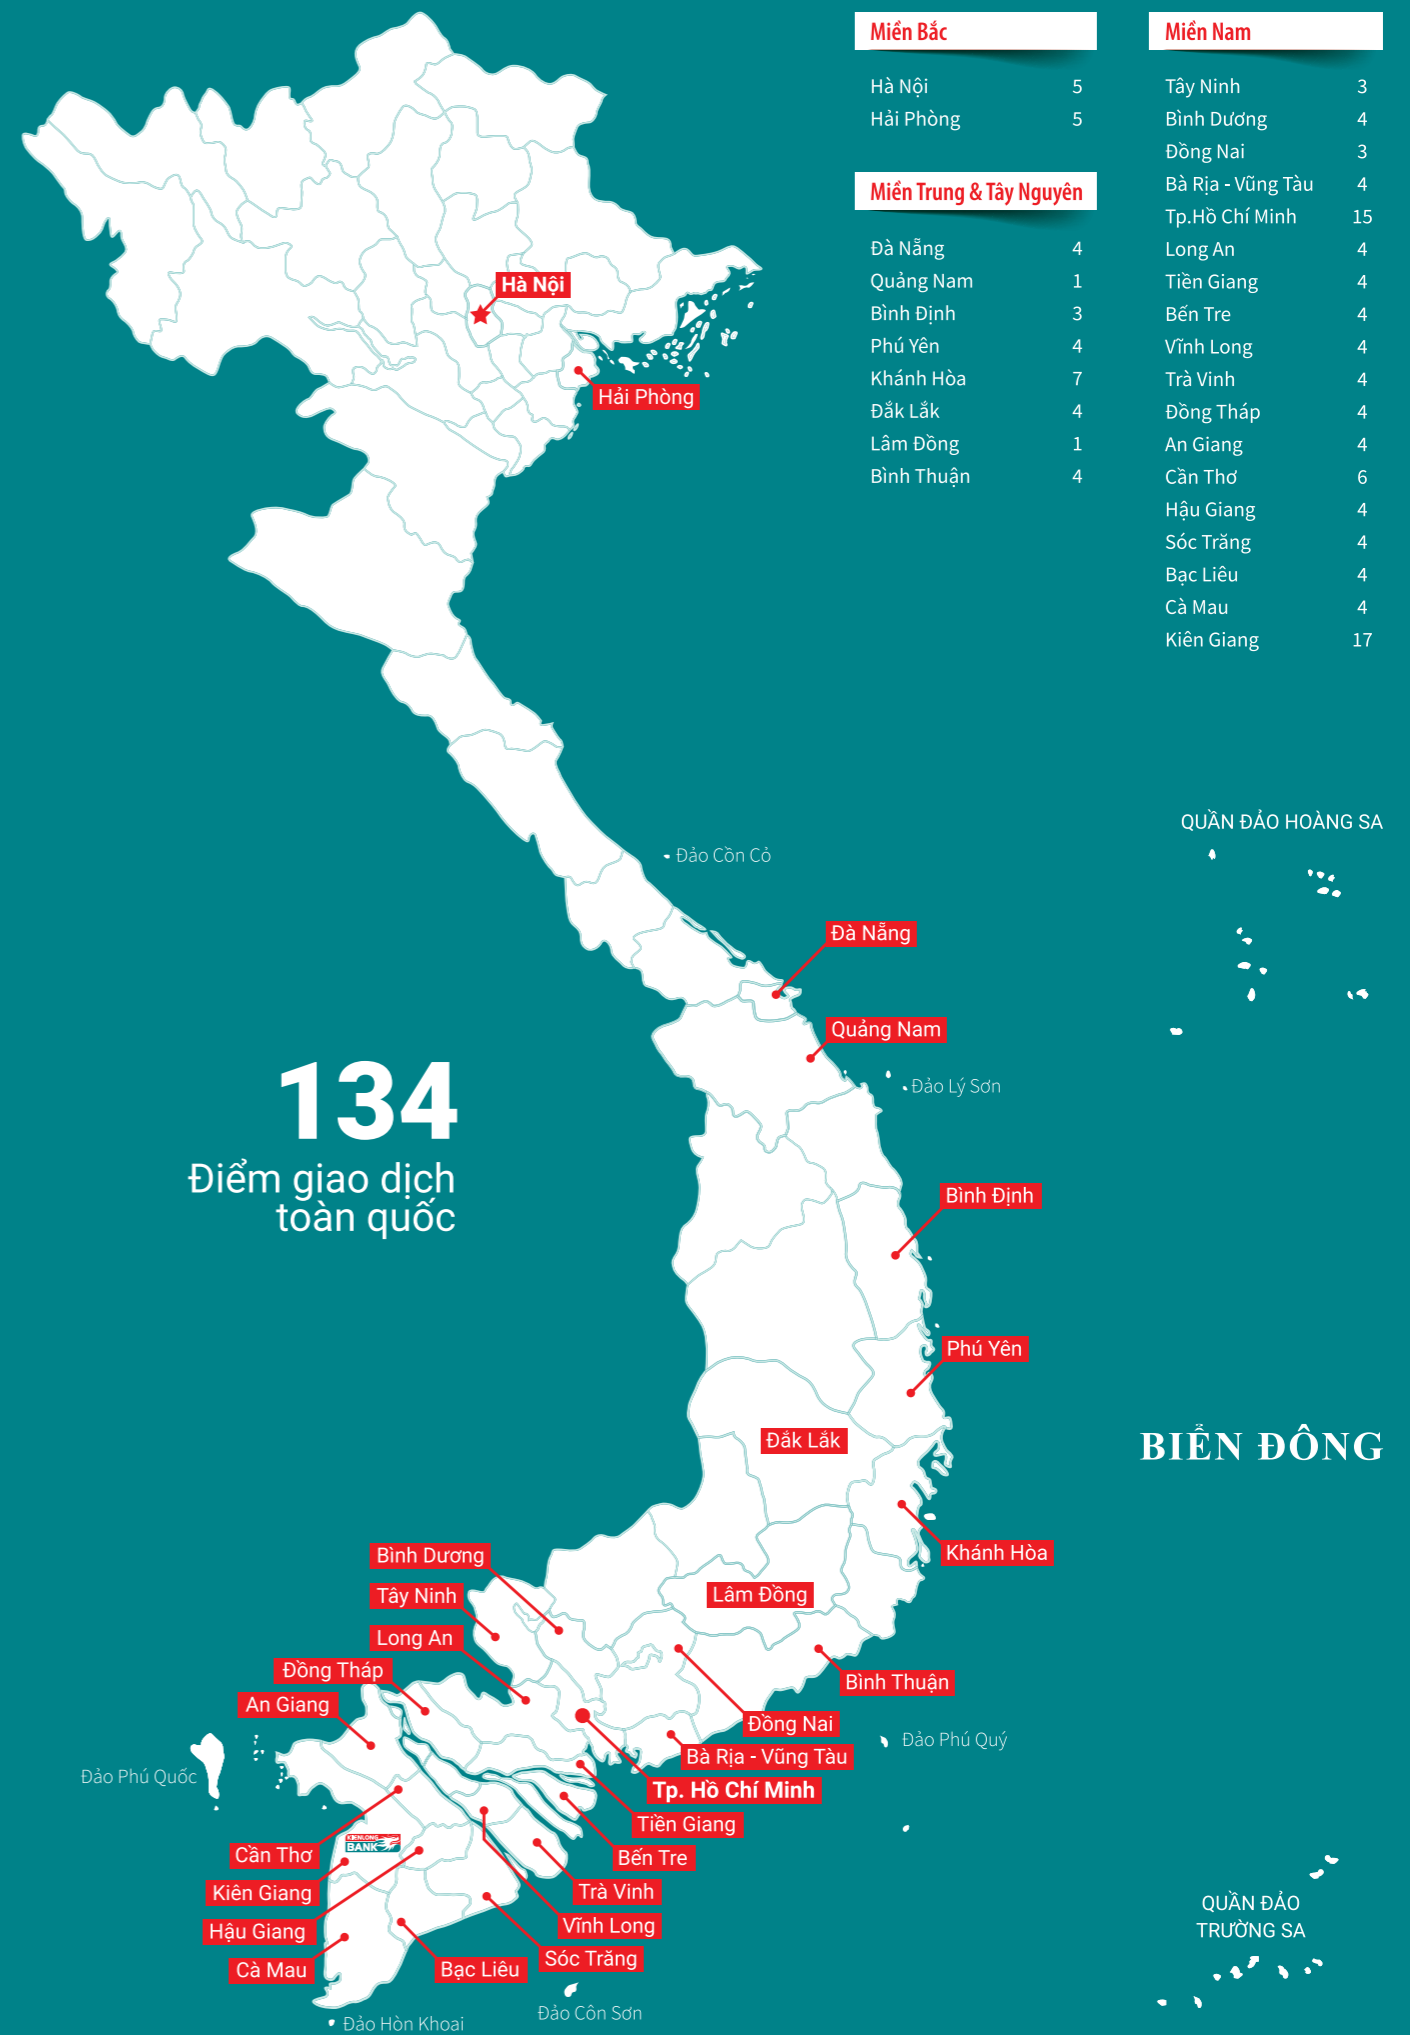 Miền Bắc
Hà Nội 5
Hải Phòng 5
Miền Trung & Tây Nguyên
Đà Nẵng 4
Quảng Nam 1
Bình Định 3
Phú Yên 4
Khánh Hòa 7
Đắk Lắk 4
Lâm Đồng 1
Bình Thuận 4
Miền Nam
Tây Ninh 3
Bình Dương 4
Đồng Nai 3
Bà Rịa - Vũng Tàu 4
Tp.Hồ Chí Minh 15
Long An 4
Tiền Giang 4
Bến Tre 4
Vĩnh Long 4
Trà Vinh 4
Đồng Tháp 4
An Giang 4
Cần Thơ 6
Hậu Giang 4
Sóc Trăng 4
Bạc Liêu 4
Cà Mau 4
Kiên Giang 17
Hà Nội
Hải Phòng
QUẦN ĐẢO HOÀNG SA
Đảo Cồn Cỏ
Đà Nẵng
Quảng Nam
Đảo Lý Sơn
134
Điểm giao dịch
toàn quốc
Bình Định
Phú Yên
Đắk Lắk
BIỂN ĐÔNG
Khánh Hòa
Bình Dương
Tây Ninh
Lâm Đồng
Long An
Đồng Tháp
Bình Thuận
An Giang
Đồng Nai
Đảo Phú Quý
Bà Rịa - Vũng Tàu
Đảo Phú Quốc
Tp. Hồ Chí Minh
Tiền Giang
KIENLONG
BANK
Cần Thơ
Bến Tre
Kiên Giang
Trà Vinh
QUẦN ĐẢO
TRƯỜNG SA
Hậu Giang
Vĩnh Long
Sóc Trăng
Cà Mau
Bạc Liêu
Đảo Côn Sơn
Đảo Hòn Khoai